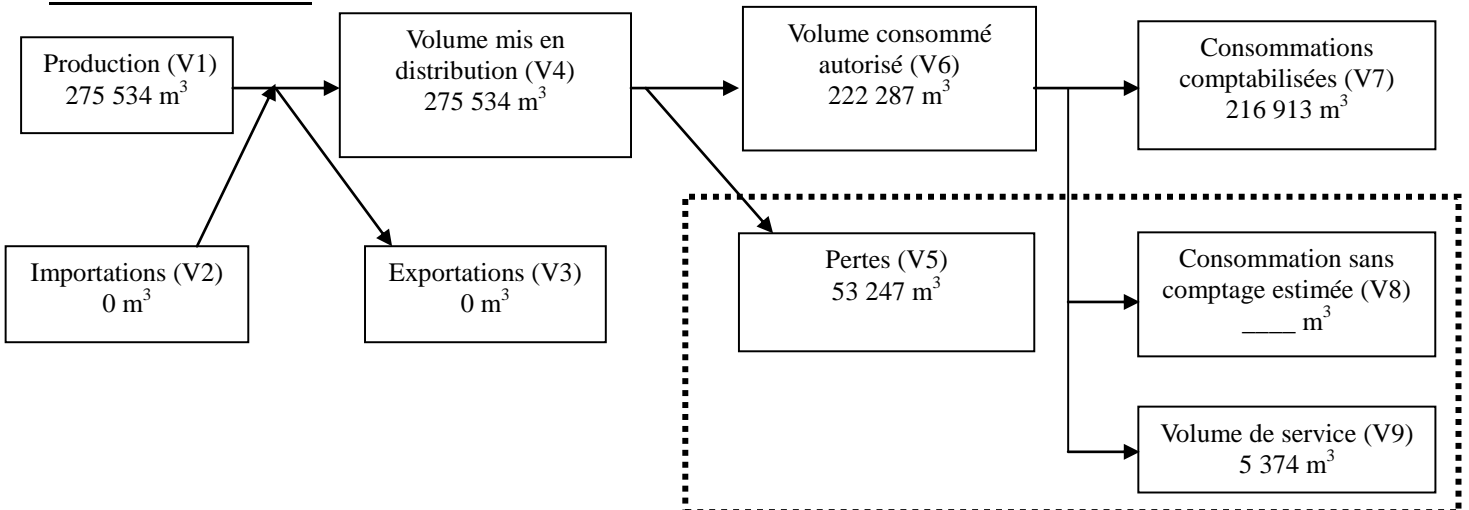 Production (V1)
275 534 m³
Volume mis en
distribution (V4)
275 534 m³
Volume consommé
autorisé (V6)
222 287 m³
Consommations
comptabilisées (V7)
216 913 m³
Importations (V2)
0 m³
Exportations (V3)
0 m³
Pertes (V5)
53 247 m³
Consommation sans
comptage estimée (V8)
____ m³
Volume de service (V9)
5 374 m³